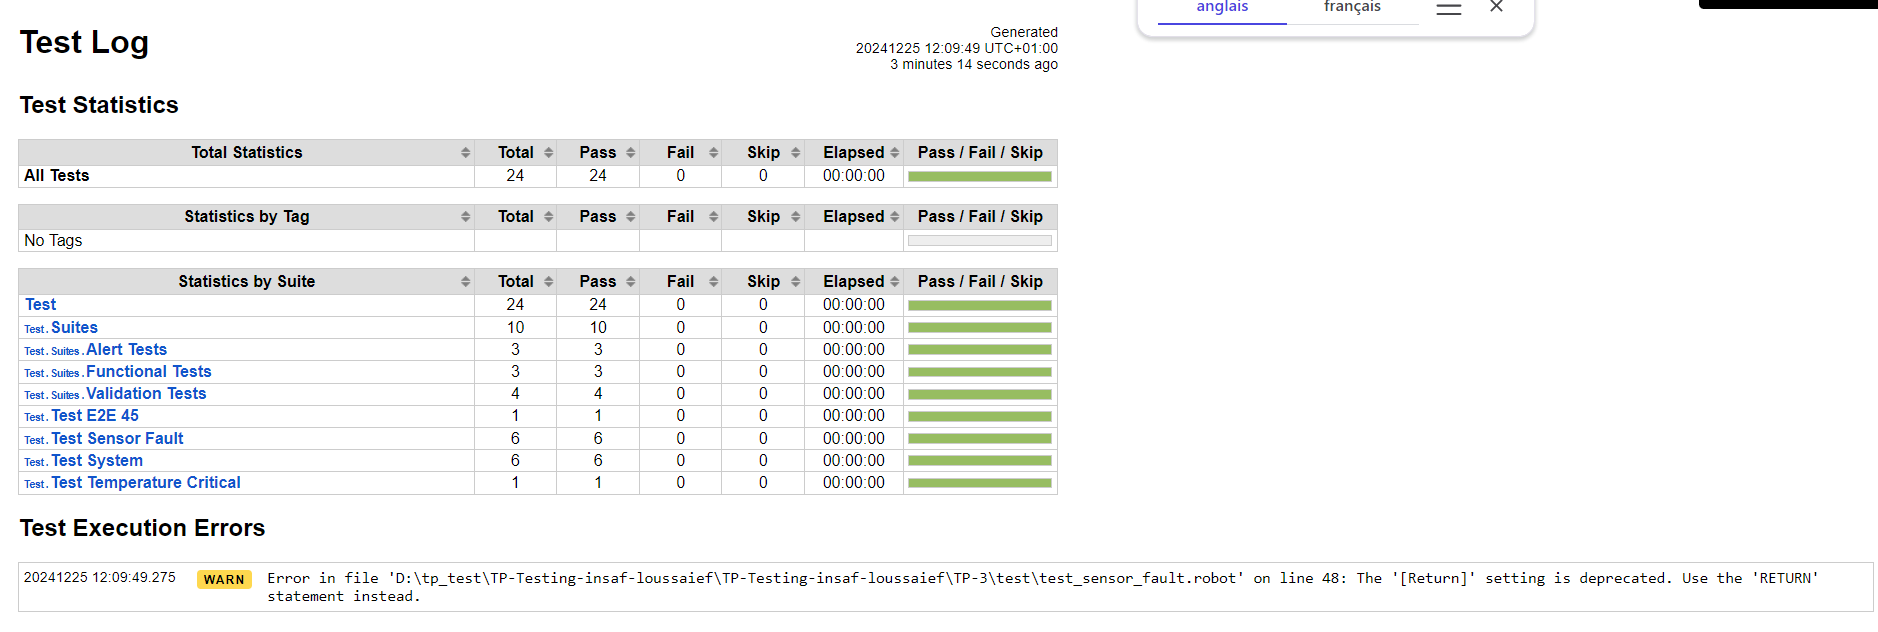 anglais français
Test Log
Generated
20241225 12:09:49 UTC+01:00
3 minutes 14 seconds ago
Test Statistics
Total Statistics Total Pass Fail Skip Elapsed Pass / Fail / Skip
All Tests 24 24 0 0 00:00:00
Statistics by Tag Total Pass Fail Skip Elapsed Pass / Fail / Skip
No Tags
Statistics by Suite Total Pass Fail Skip Elapsed Pass / Fail / Skip
Test 24 24 0 0 00:00:00
Test . Suites 10 10 0 0 00:00:00
Test . Suites . Alert Tests 3 3 0 0 00:00:00
Test . Suites . Functional Tests 3 3 0 0 00:00:00
Test . Suites . Validation Tests 4 4 0 0 00:00:00
Test . Test E2E 45 1 1 0 0 00:00:00
Test . Test Sensor Fault 6 6 0 0 00:00:00
Test . Test System 6 6 0 0 00:00:00
Test . Test Temperature Critical 1 1 0 0 00:00:00
Test Execution Errors
20241225 12:09:49.275 WARN Error in file 'D:\tp_test\TP-Testing-insaf-loussaief\TP-Testing-insaf-loussaief\TP-3\test\test_sensor_fault.robot' on line 48: The '[Return]' setting is deprecated. Use the 'RETURN'
statement instead.